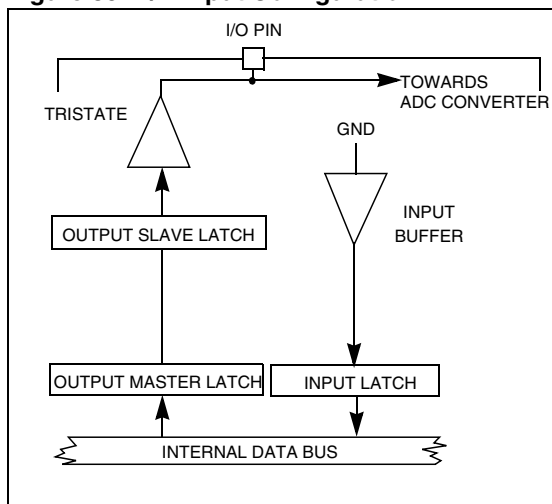 I/O PIN
TOWARDS
ADC CONVERTER
TRISTATE
GND
INPUT
BUFFER
OUTPUT SLAVE LATCH
OUTPUT MASTER LATCH
INPUT LATCH
INTERNAL DATA BUS